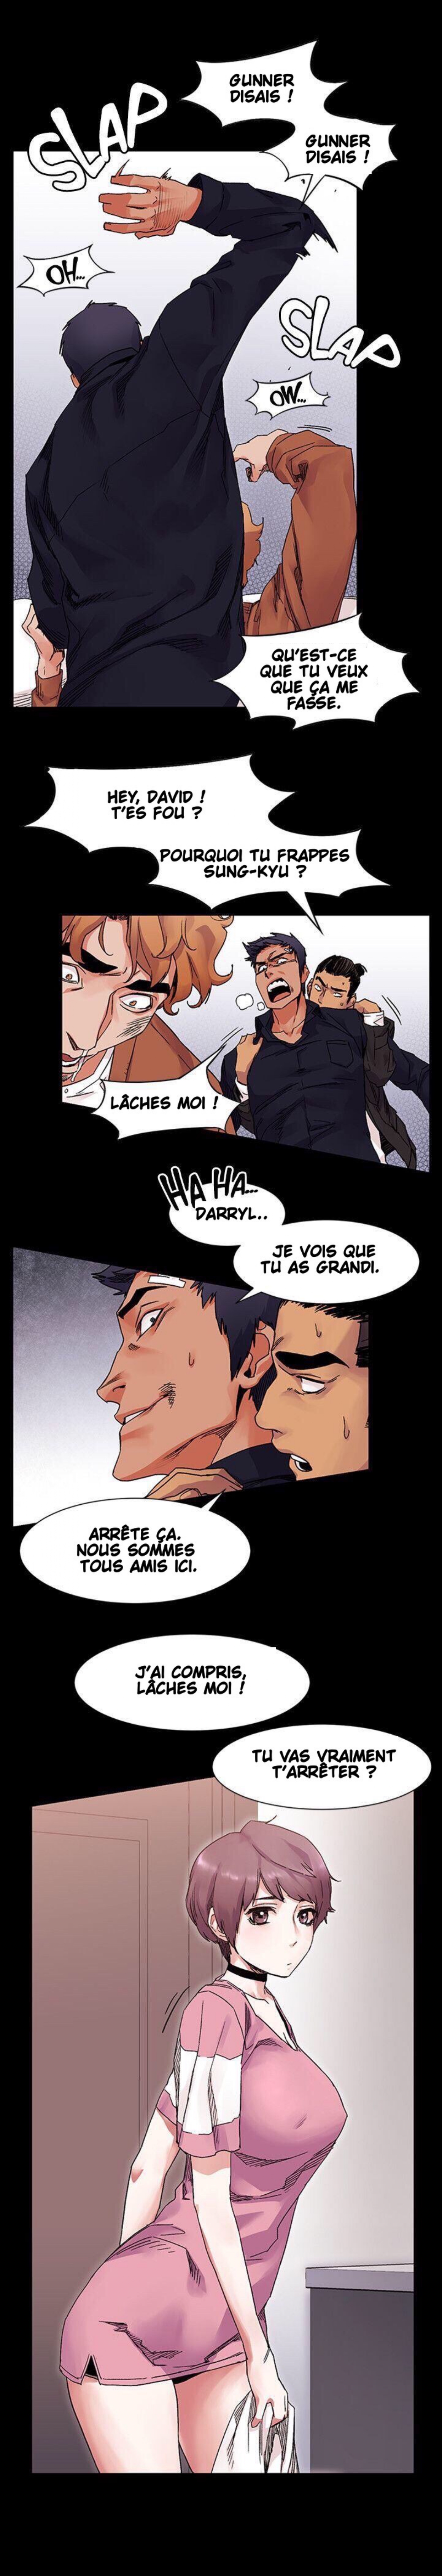 GUNNER
DISAIS !
SLAP
GUNNER
DISAIS !
OH...
SLAP
OW...
QU'EST-CE
QUE TU VEUX
QUE ÇA ME
FASSE.
HEY, DAVID !
T'ES FOU ?
POURQUOI TU FRAPPES
SUNG-KYU ?
LÂCHES MOI !
HA HA...
DARRYL..
JE VOIS QUE
TU AS GRANDI.
ARRÊTE ÇA.
NOUS SOMMES
TOUS AMIS ICI.
J'AI COMPRIS,
LÂCHES MOI !
TU VAS VRAIMENT
T'ARRÊTER ?